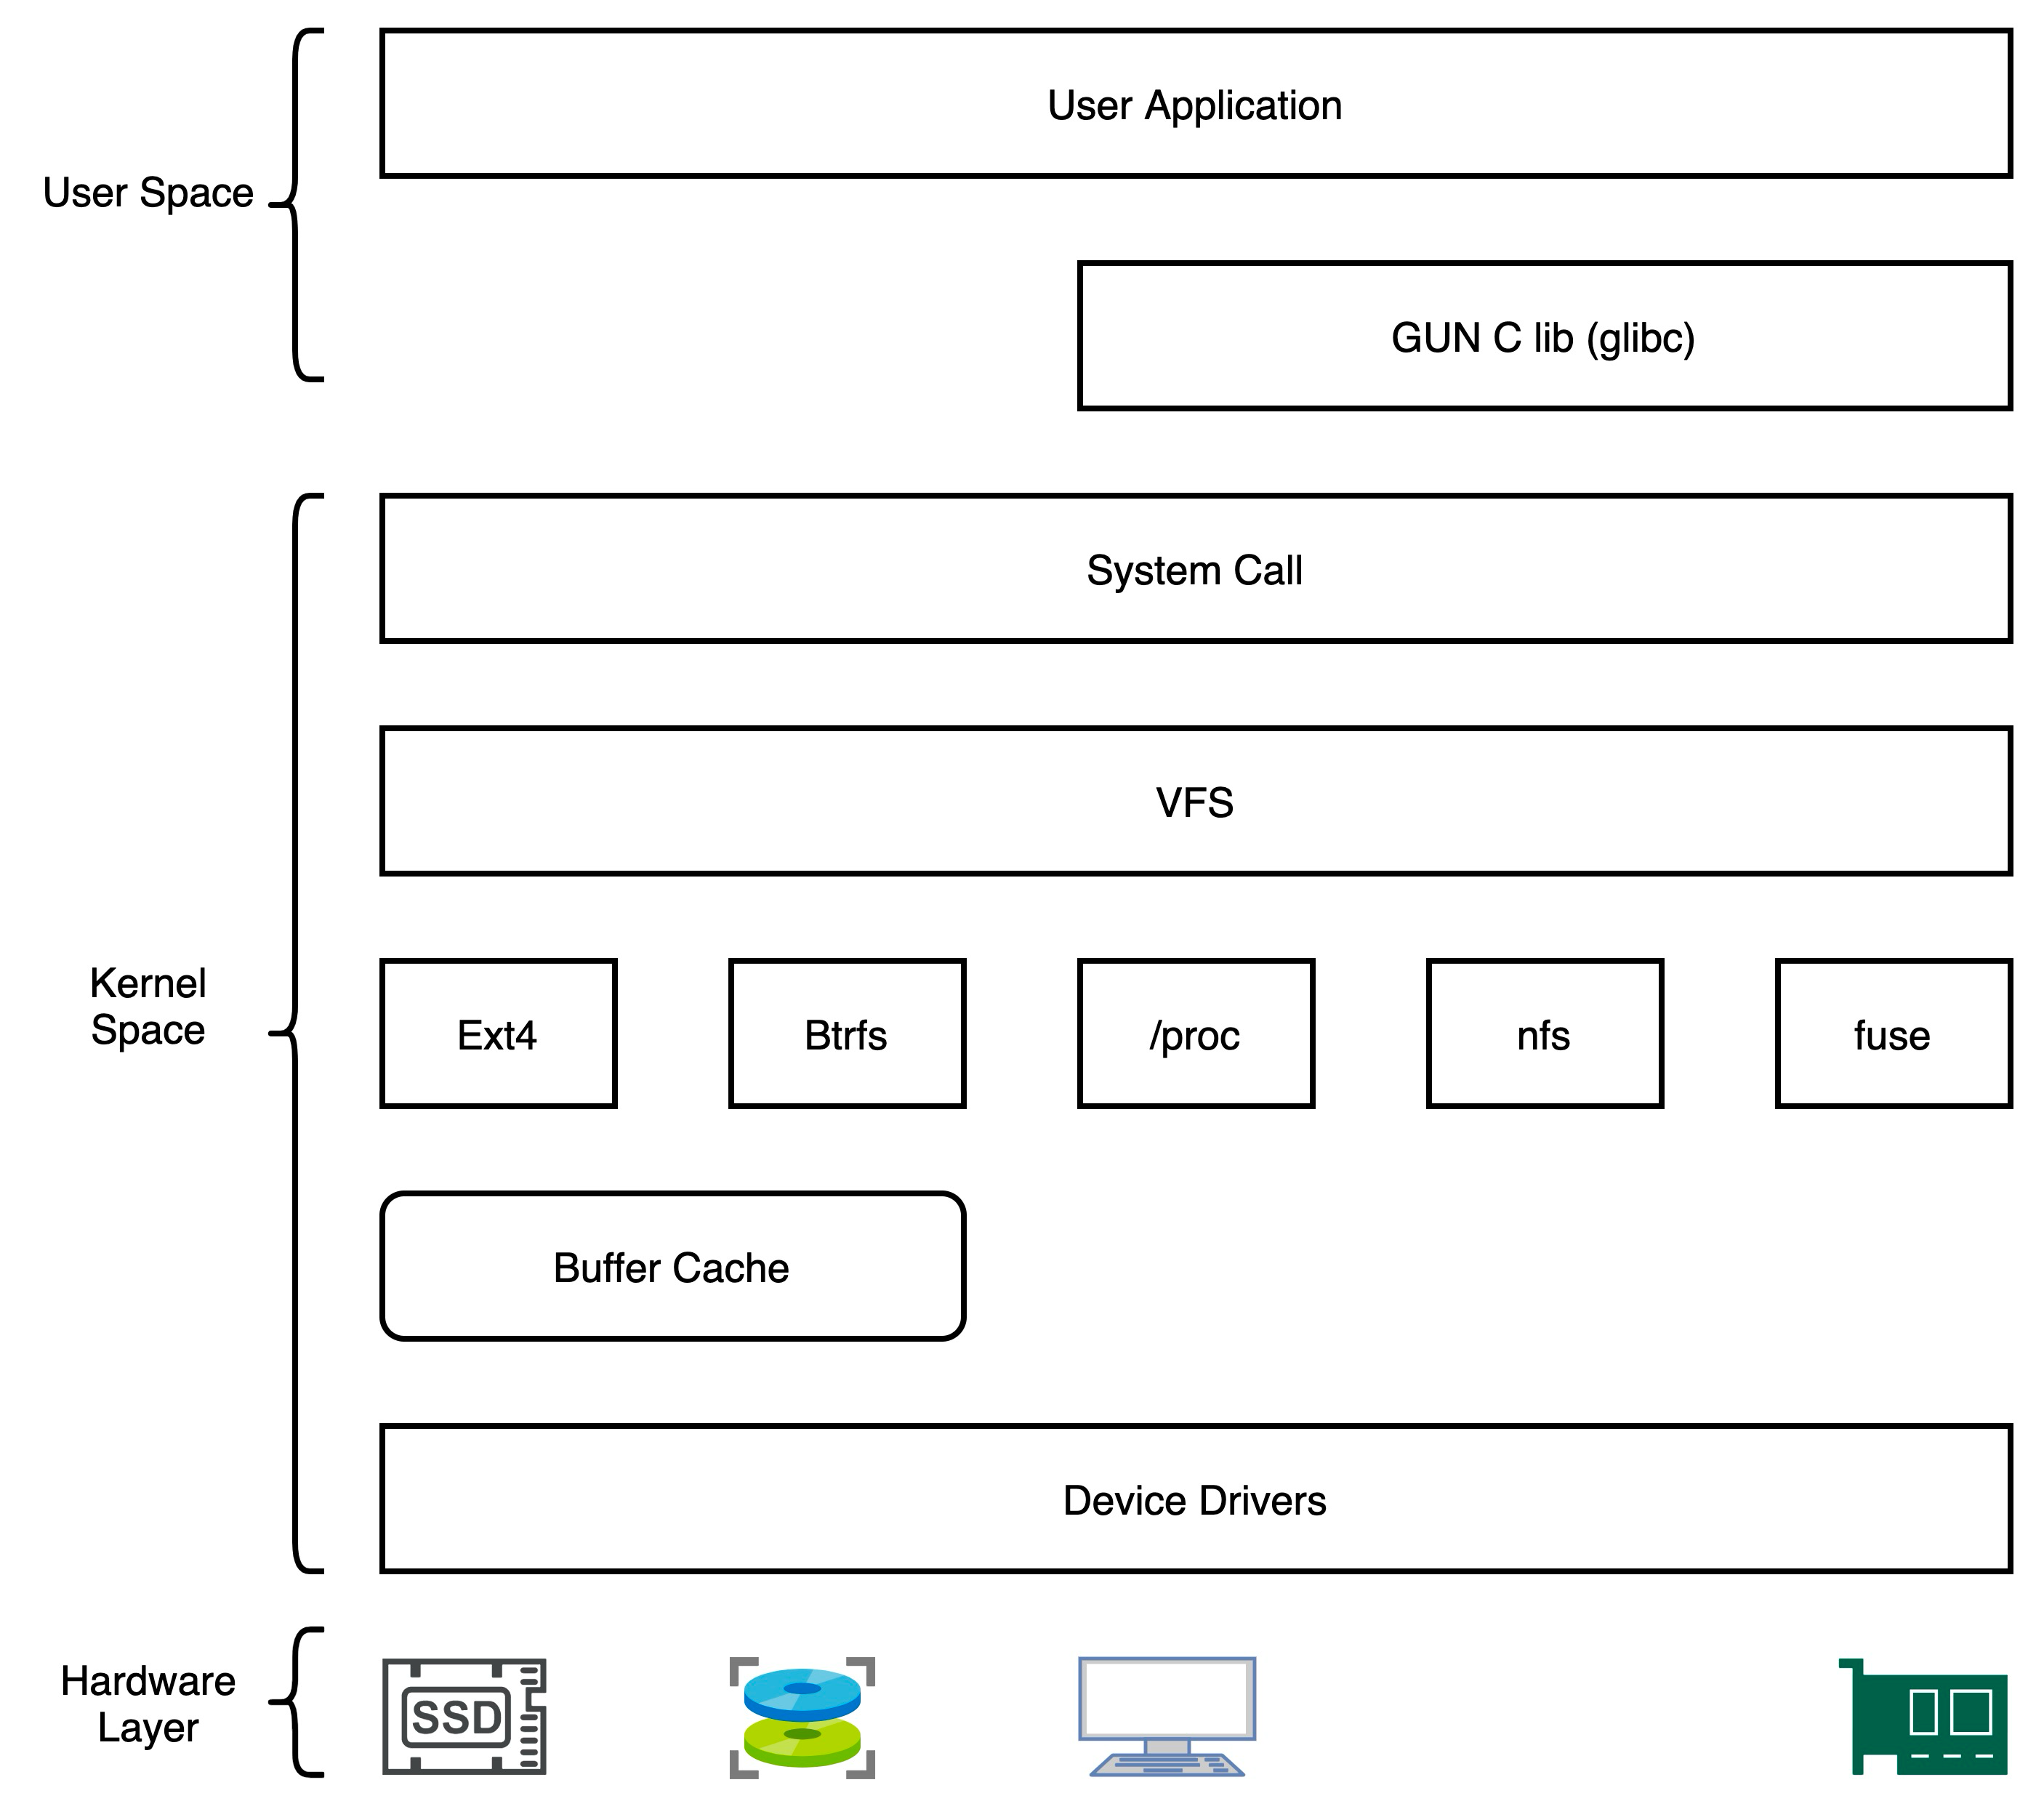 User Application
User Space
GUN C lib (glibc)
System Call
VFS
Kernel
Space
Ext4
Btrfs
/proc
nfs
fuse
Buffer Cache
Device Drivers
Hardware
Layer
SSD